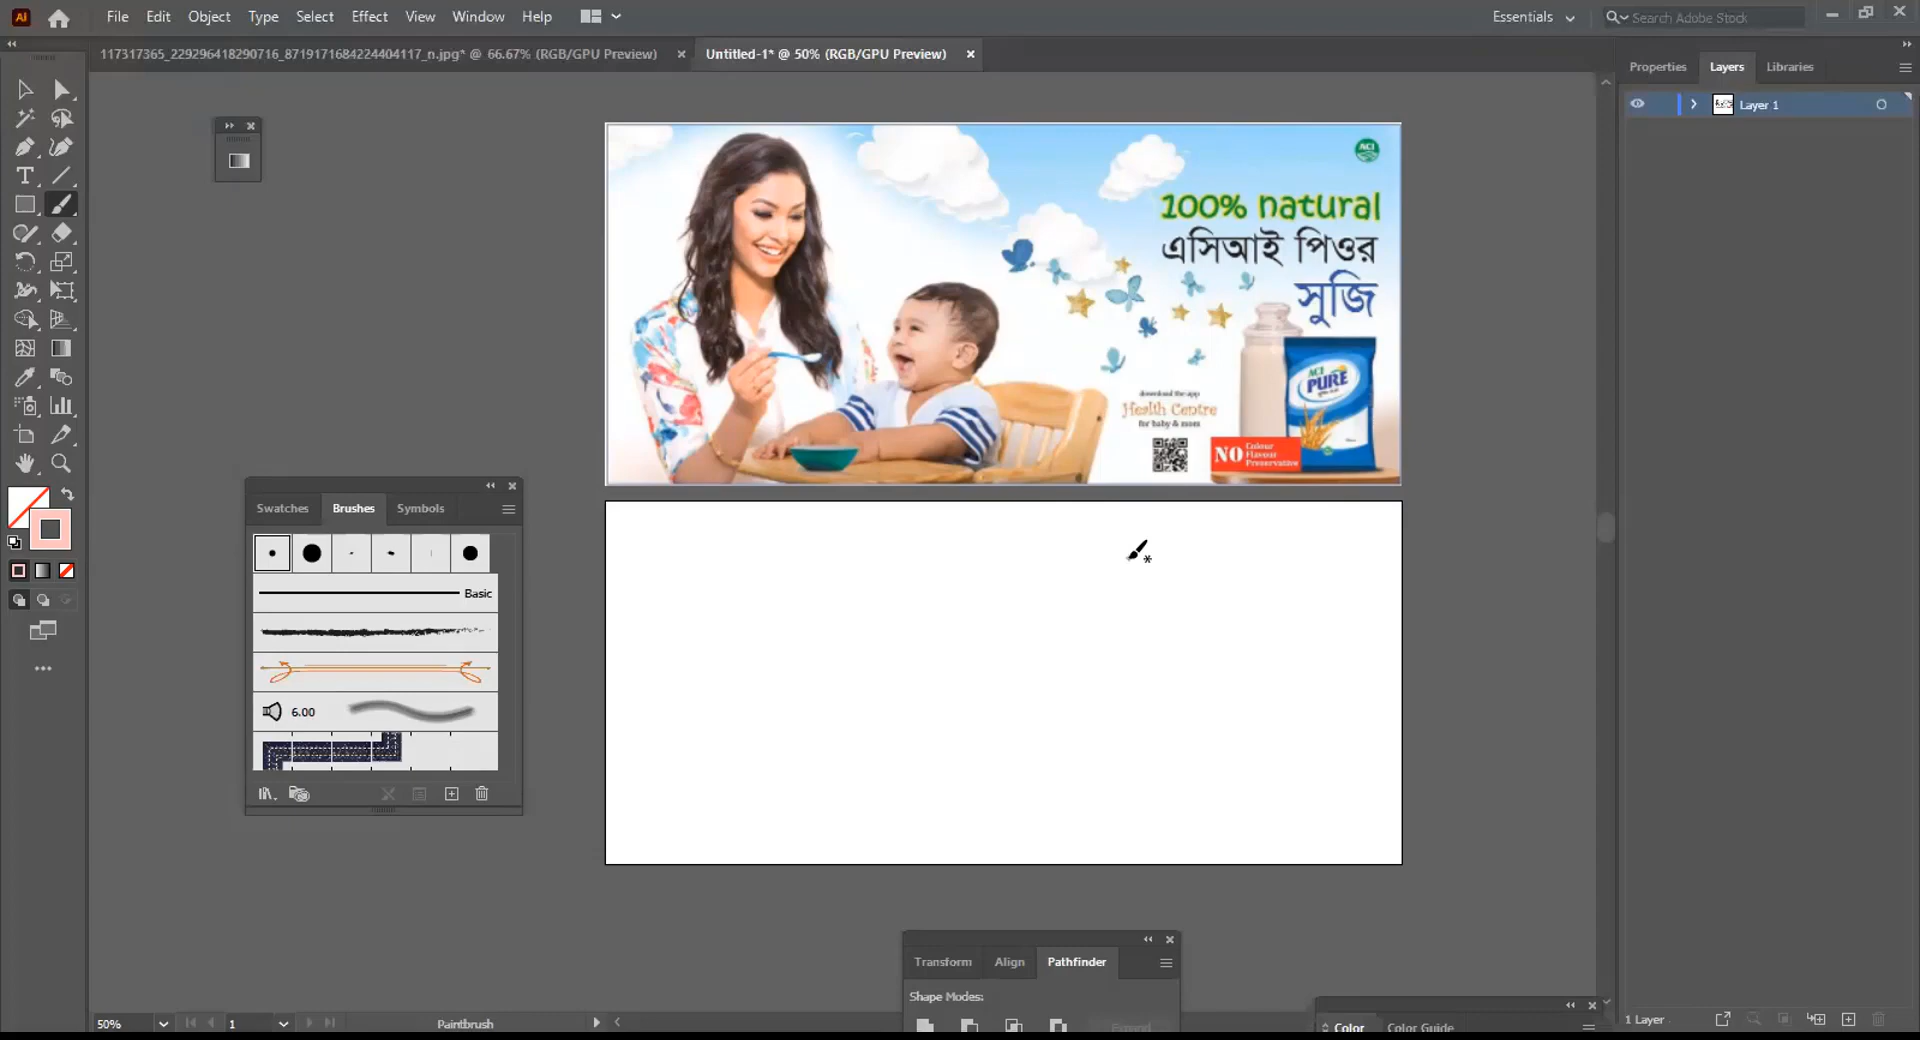 Ai File Edit Object Type Select Effect View Window Help Essentials Search Adobe Stock
117317365_229296418290716_8719171684224404117_n.jpg* @ 66.67% (RGB/GPU Preview) Untitled-1* @ 50% (RGB/GPU Preview)
Properties Layers Libraries
Layer 1
ACI
100% natural
এসিআই পিওর
সুজি
ACI
PURE
download the app
Health Centre
for baby & mom
NO Colour
Flavour
Preservative
Swatches Brushes Symbols
Basic
6.00
Transform Align Pathfinder
Shape Modes:
Expand
Color Color Guide
50% 1 Paintbrush
1 Layer